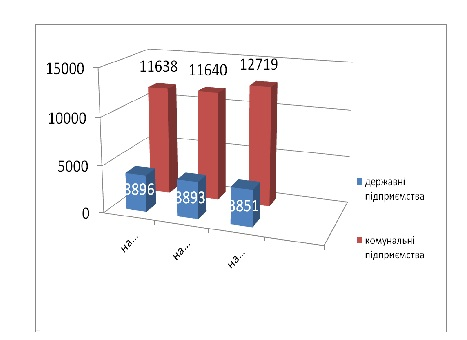 15000
10000
5000
0
11638 11640 12719
3896 3893 3851
на... на... на...
державні
підприємства
комунальні
підприємства